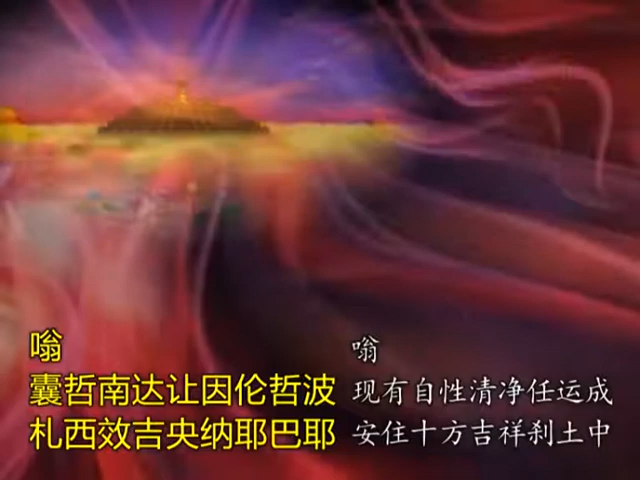 嗡
囊哲南达让因伦哲波
札西效吉央纳耶巴耶
嗡
现有自性清净任运成
安住十方吉祥刹土中